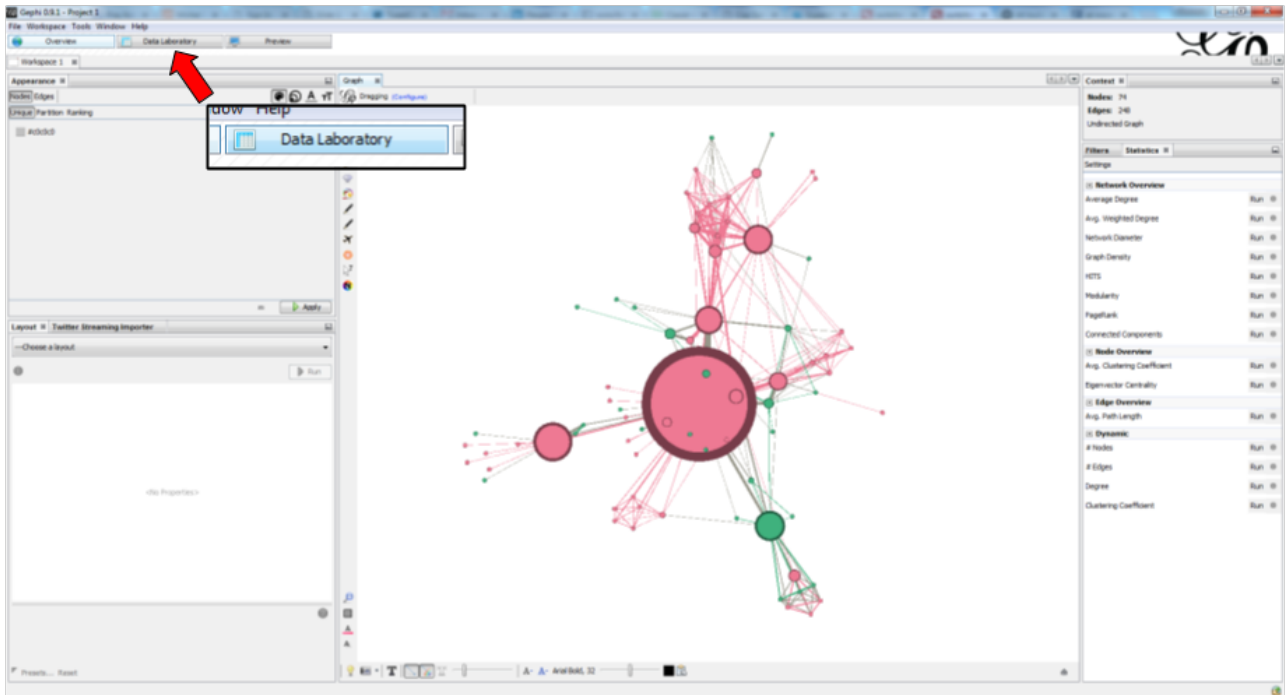 Gephi 0.9.1 - Project 1
File Workspace Tools Window Help
Overview
Data Laboratory
Preview
Workspace 1
Appearance
Nodes Edges
Unique Partition Ranking
#c0c0c0
Apply
Layout
Twitter Streaming Importer
---Choose a layout
Run
<No Properties>
Presets... Reset
dow Help
Data Laboratory
Graph
Dragging (Configure)
Arial Bold, 32
Context
Nodes: 74
Edges: 248
Undirected Graph
Filters
Statistics
Settings
Network Overview
Average Degree Run
Avg. Weighted Degree Run
Network Diameter Run
Graph Density Run
HITS Run
Modularity Run
PageRank Run
Connected Components Run
Node Overview
Avg. Clustering Coefficient Run
Eigenvector Centrality Run
Edge Overview
Avg. Path Length Run
Dynamic
# Nodes Run
# Edges Run
Degree Run
Clustering Coefficient Run